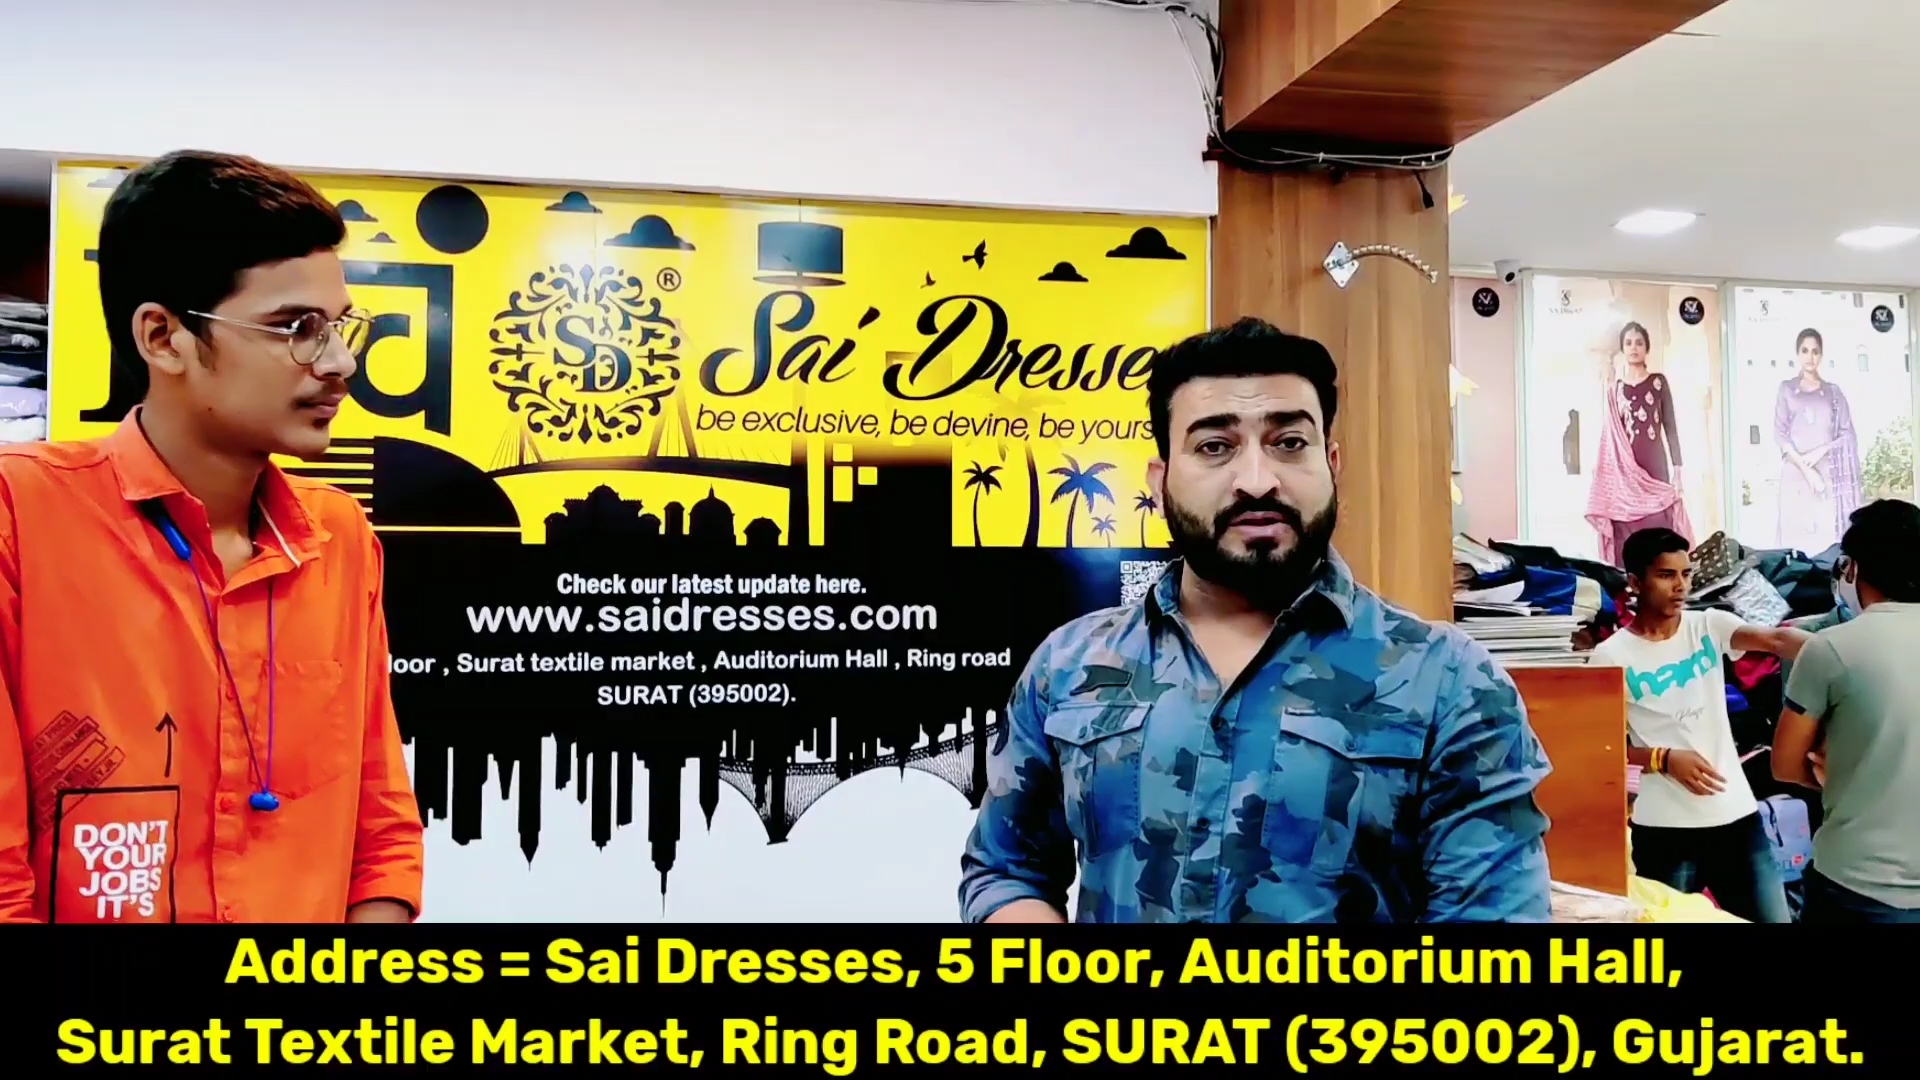 SD
®
Sai Dresse
be exclusive, be devine, be yours
Check our latest update here.
www.saidresses.com
loor , Surat textile market , Auditorium Hall , Ring road
SURAT (395002).
DON'T
YOUR
JOBS
IT'S
hard
Address = Sai Dresses, 5 Floor, Auditorium Hall,
Surat Textile Market, Ring Road, SURAT (395002), Gujarat.